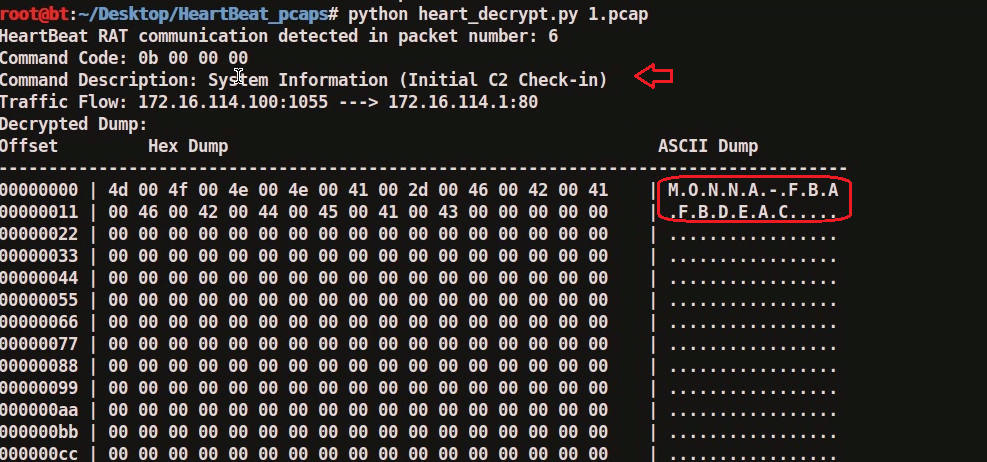 root@bt:~/Desktop/HeartBeat_pcaps# python heart_decrypt.py 1.pcap
HeartBeat RAT communication detected in packet number: 6
Command Code: 0b 00 00 00
Command Description: System Information (Initial C2 Check-in)
Traffic Flow: 172.16.114.100:1055 ---> 172.16.114.1:80
Decrypted Dump:
Offset          Hex Dump                                           ASCII Dump
-------------------------------------------------------------------------------------
00000000 | 4d 00 4f 00 4e 00 4e 00 41 00 2d 00 46 00 42 00 41    | M.O.N.N.A.-.F.B.A
00000011 | 00 46 00 42 00 44 00 45 00 41 00 43 00 00 00 00 00    | .F.B.D.E.A.C.....
00000022 | 00 00 00 00 00 00 00 00 00 00 00 00 00 00 00 00 00    | .................
00000033 | 00 00 00 00 00 00 00 00 00 00 00 00 00 00 00 00 00    | .................
00000044 | 00 00 00 00 00 00 00 00 00 00 00 00 00 00 00 00 00    | .................
00000055 | 00 00 00 00 00 00 00 00 00 00 00 00 00 00 00 00 00    | .................
00000066 | 00 00 00 00 00 00 00 00 00 00 00 00 00 00 00 00 00    | .................
00000077 | 00 00 00 00 00 00 00 00 00 00 00 00 00 00 00 00 00    | .................
00000088 | 00 00 00 00 00 00 00 00 00 00 00 00 00 00 00 00 00    | .................
00000099 | 00 00 00 00 00 00 00 00 00 00 00 00 00 00 00 00 00    | .................
000000aa | 00 00 00 00 00 00 00 00 00 00 00 00 00 00 00 00 00    | .................
000000bb | 00 00 00 00 00 00 00 00 00 00 00 00 00 00 00 00 00    | .................
000000cc | 00 00 00 00 00 00 00 00 00 00 00 00 00 00 00 00 00    | .................